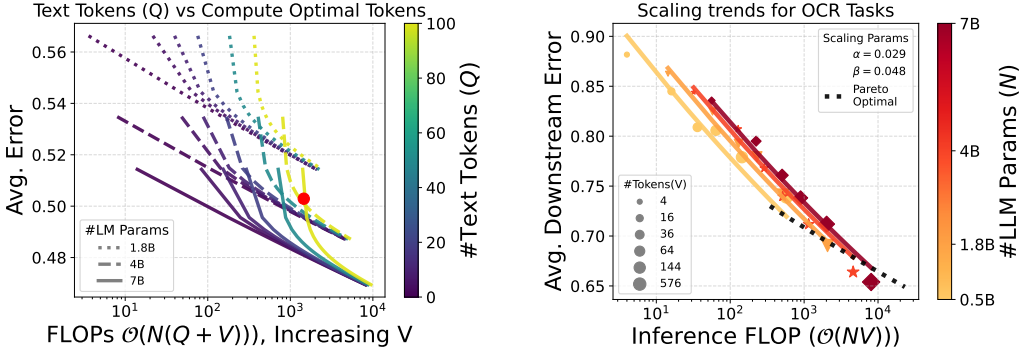 Text Tokens (Q) vs Compute Optimal Tokens
Avg. Error
0.56
0.54
0.52
0.50
0.48
#LM Params
1.8B
4B
7B
10¹
10²
10³
10⁴
FLOPs 𝒪(N(Q + V))), Increasing V
100
80
60
40
20
0
#Text Tokens (Q)
Scaling trends for OCR Tasks
Avg. Downstream Error
0.90
0.85
0.80
0.75
0.70
0.65
Scaling Params
α = 0.029
β = 0.048
Pareto
Optimal
#Tokens(V)
4
16
36
64
144
576
10¹
10²
10³
10⁴
Inference FLOP (𝒪(NV)))
7B
4B
1.8B
0.5B
#LLM Params (N)